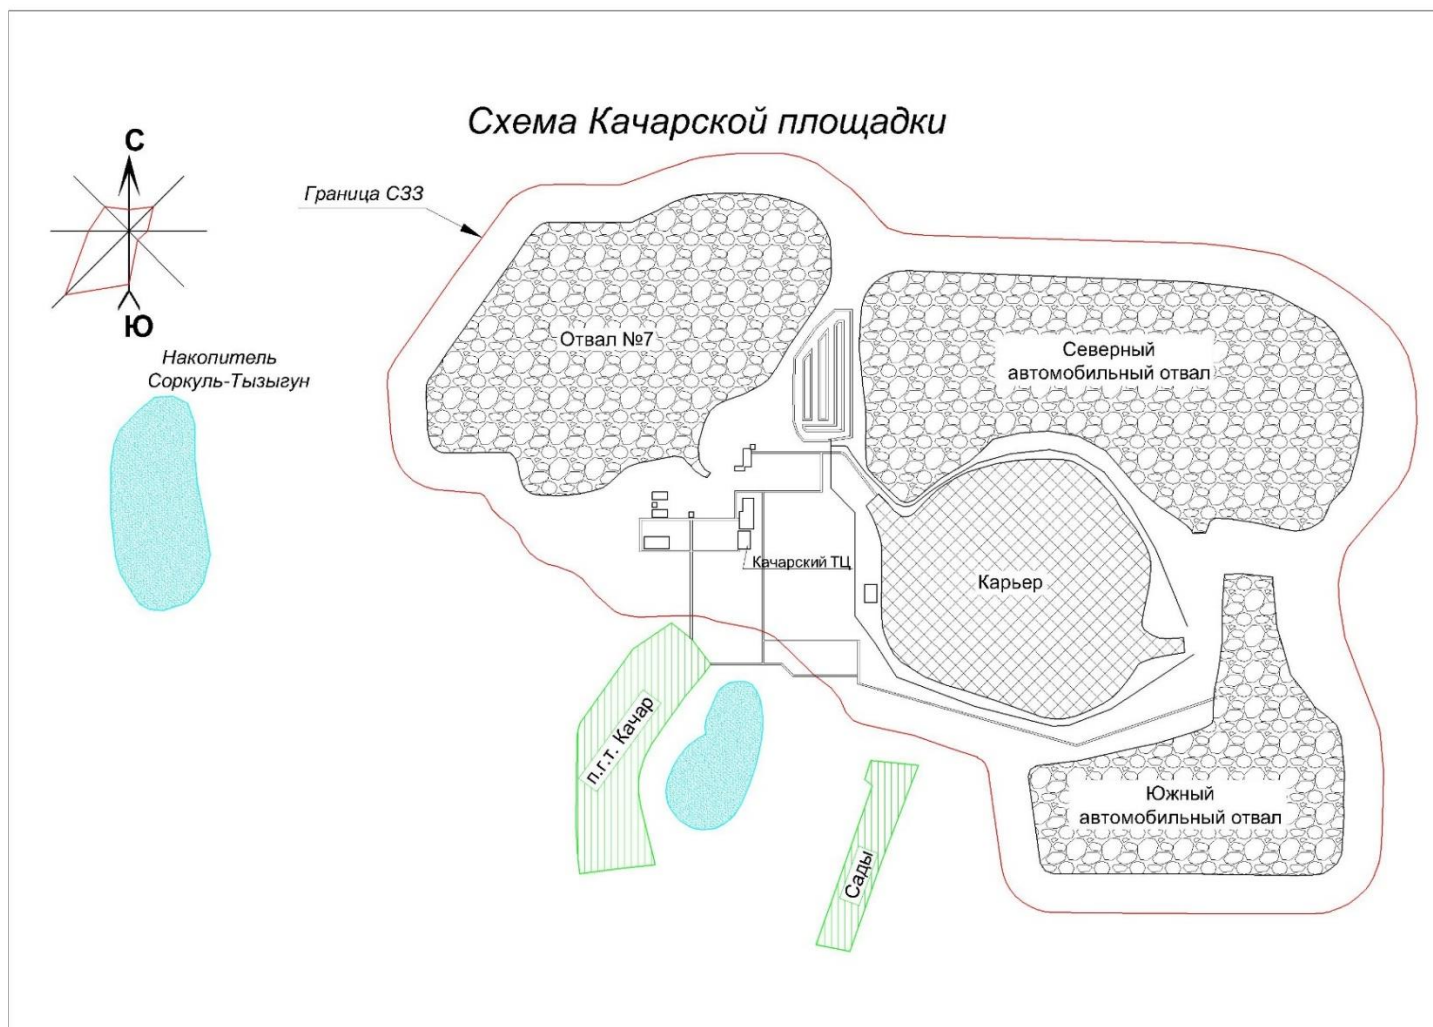 Схема Качарской площадки
С
Ю
Граница СЗЗ
Накопитель
Соркуль-Тызыгун
Отвал №7
Северный
автомобильный отвал
Качарский ТЦ
Карьер
п.г.т. Качар
Южный
автомобильный отвал
Сады